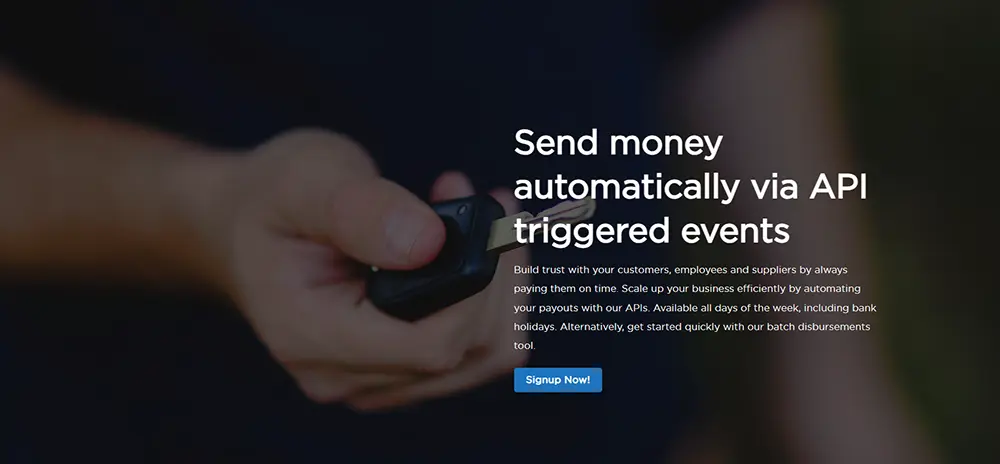 Send money
automatically via API
triggered events
Build trust with your customers, employees and suppliers by always
paying them on time. Scale up your business efficiently by automating
your payouts with our APIs. Available all days of the week, including bank
holidays. Alternatively, get started quickly with our batch disbursements
tool.
Signup Now!